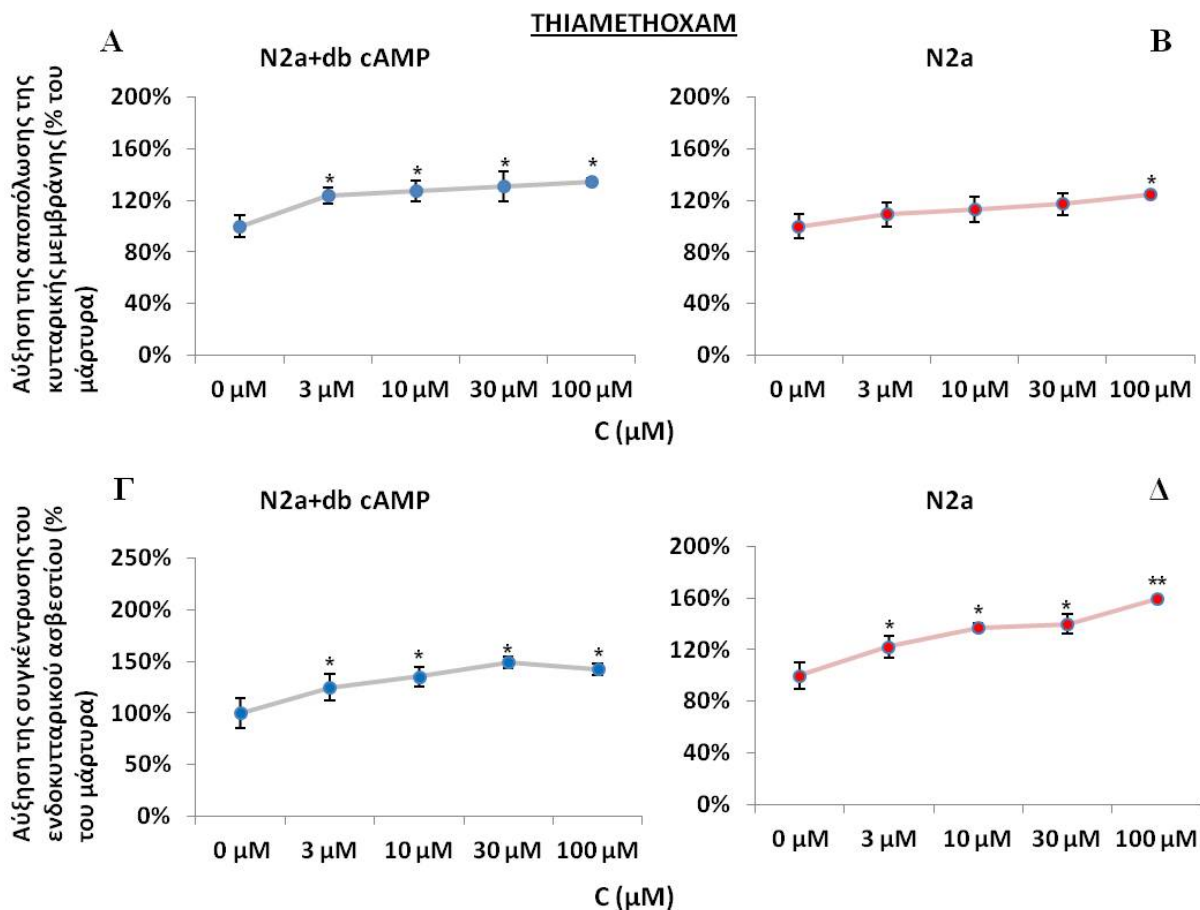 THIAMETHOXAM
A
N2a+db cAMP
N2a
B
Αύξηση της αποπόλωσης της
κυτταρικής μεμβράνης (% του
μάρτυρα)
200%
160%
120%
80%
40%
0%
*
*
*
*
0 μM
3 μM
10 μM
30 μM
100 μM
200%
160%
120%
80%
40%
0%
*
0 μM
3 μM
10 μM
30 μM
100 μM
C (μM)
Γ
N2a+db cAMP
N2a
Δ
Αύξηση της συγκέντρωσης του
ενδοκυτταρικού ασβεστίου (%
του μάρτυρα)
250%
200%
150%
100%
50%
0%
*
*
*
*
0 μM
3 μM
10 μM
30 μM
100 μM
200%
160%
120%
80%
40%
0%
*
*
*
**
0 μM
3 μM
10 μM
30 μM
100 μM
C (μM)